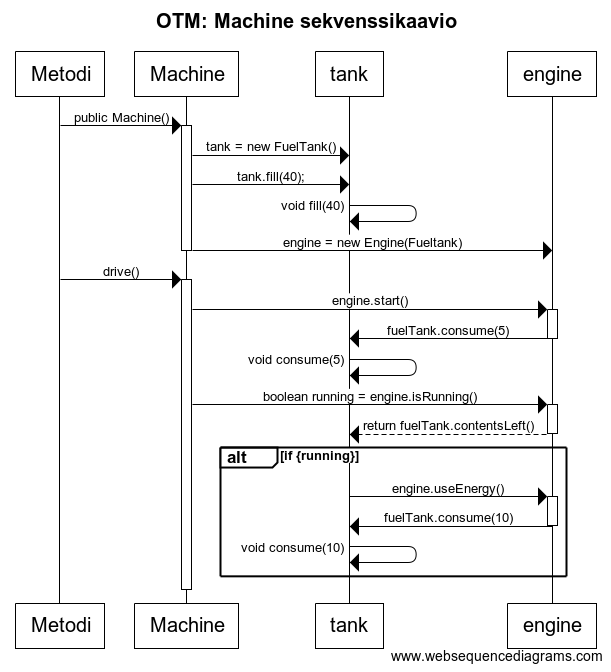 OTM: Machine sekvenssikaavio
Metodi
Machine
tank
engine
public Machine()
tank = new FuelTank()
tank.fill(40);
void fill(40)
engine = new Engine(Fueltank)
drive()
engine.start()
fuelTank.consume(5)
void consume(5)
boolean running = engine.isRunning()
return fuelTank.contentsLeft()
alt
[if {running}]
engine.useEnergy()
fuelTank.consume(10)
void consume(10)
Metodi
Machine
tank
engine
www.websequencediagrams.com